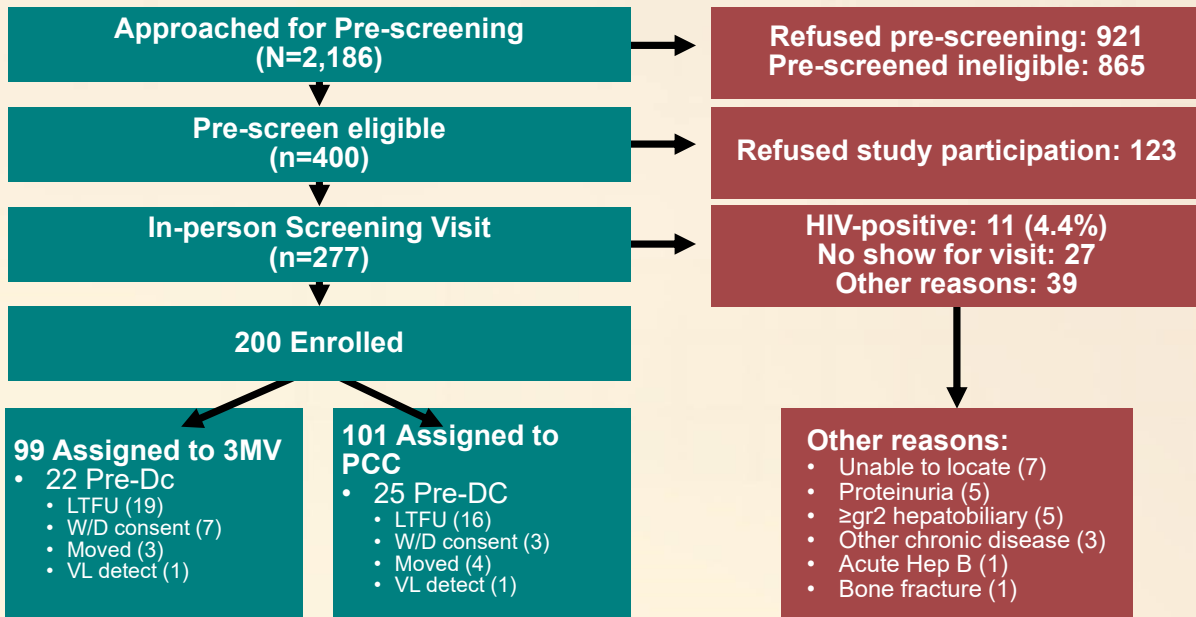 Approached for Pre-screening
(N=2,186)
Refused pre-screening: 921
Pre-screened ineligible: 865
Pre-screen eligible
(n=400)
Refused study participation: 123
In-person Screening Visit
(n=277)
HIV-positive: 11 (4.4%)
No show for visit: 27
Other reasons: 39
200 Enrolled
99 Assigned to 3MV
• 22 Pre-Dc
• LTFU (19)
• W/D consent (7)
• Moved (3)
• VL detect (1)
101 Assigned to
PCC
• 25 Pre-DC
• LTFU (16)
• W/D consent (3)
• Moved (4)
• VL detect (1)
Other reasons:
• Unable to locate (7)
• Proteinuria (5)
• ≥gr2 hepatobiliary (5)
• Other chronic disease (3)
• Acute Hep B (1)
• Bone fracture (1)